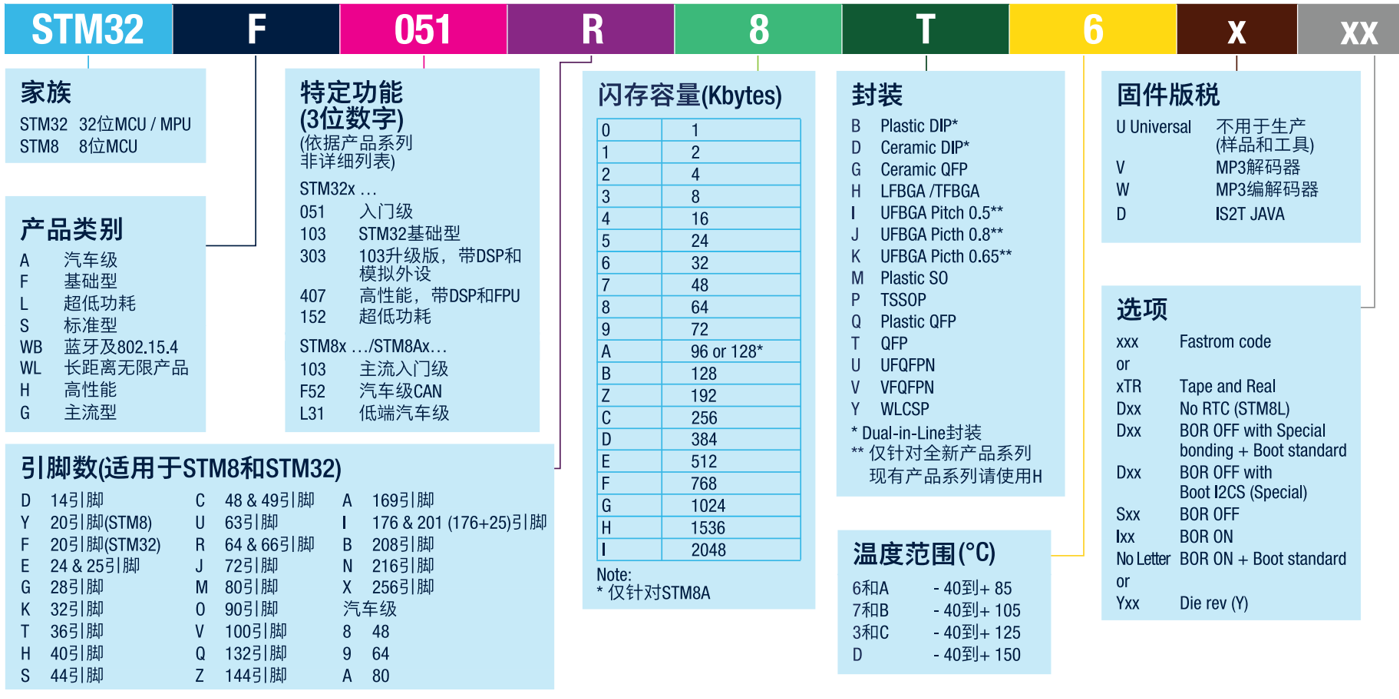 STM32 F 051 R 8 T 6 x xx
家族
STM32 32位MCU / MPU
STM8 8位MCU
产品类别
A 汽车级
F 基础型
L 超低功耗
S 标准型
WB 蓝牙及802.15.4
WL 长距离无限产品
H 高性能
G 主流型
特定功能
(3位数字)
(依据产品系列
非详细列表)
STM32x …
051 入门级
103 STM32基础型
303 103升级版，带DSP和
模拟外设
407 高性能，带DSP和FPU
152 超低功耗
STM8x …/STM8Ax…
103 主流入门级
F52 汽车级CAN
L31 低端汽车级
引脚数(适用于STM8和STM32)
D 14引脚 C 48 & 49引脚 A 169引脚
Y 20引脚(STM8) U 63引脚 I 176 & 201 (176+25)引脚
F 20引脚(STM32) R 64 & 66引脚 B 208引脚
E 24 & 25引脚 J 72引脚 N 216引脚
G 28引脚 M 80引脚 X 256引脚
K 32引脚 O 90引脚 汽车级
T 36引脚 V 100引脚 8 48
H 40引脚 Q 132引脚 9 64
S 44引脚 Z 144引脚 A 80
闪存容量(Kbytes)
0 1
1 2
2 4
3 8
4 16
5 24
6 32
7 48
8 64
9 72
A 96 or 128*
B 128
Z 192
C 256
D 384
E 512
F 768
G 1024
H 1536
I 2048
Note:
* 仅针对STM8A
封装
B Plastic DIP*
D Ceramic DIP*
G Ceramic QFP
H LFBGA /TFBGA
I UFBGA Pitch 0.5**
J UFBGA Picth 0.8**
K UFBGA Picth 0.65**
M Plastic SO
P TSSOP
Q Plastic QFP
T QFP
U UFQFPN
V VFQFPN
Y WLCSP
* Dual-in-Line封装
** 仅针对全新产品系列
现有产品系列请使用H
温度范围(°C)
6和A - 40到+ 85
7和B - 40到+ 105
3和C - 40到+ 125
D - 40到+ 150
固件版税
U Universal 不用于生产
(样品和工具)
V MP3解码器
W MP3编解码器
D IS2T JAVA
选项
xxx Fastrom code
or
xTR Tape and Real
Dxx No RTC (STM8L)
Dxx BOR OFF with Special
bonding + Boot standard
Dxx BOR OFF with
Boot I2CS (Special)
Sxx BOR OFF
Ixx BOR ON
No Letter BOR ON + Boot standard
or
Yxx Die rev (Y)